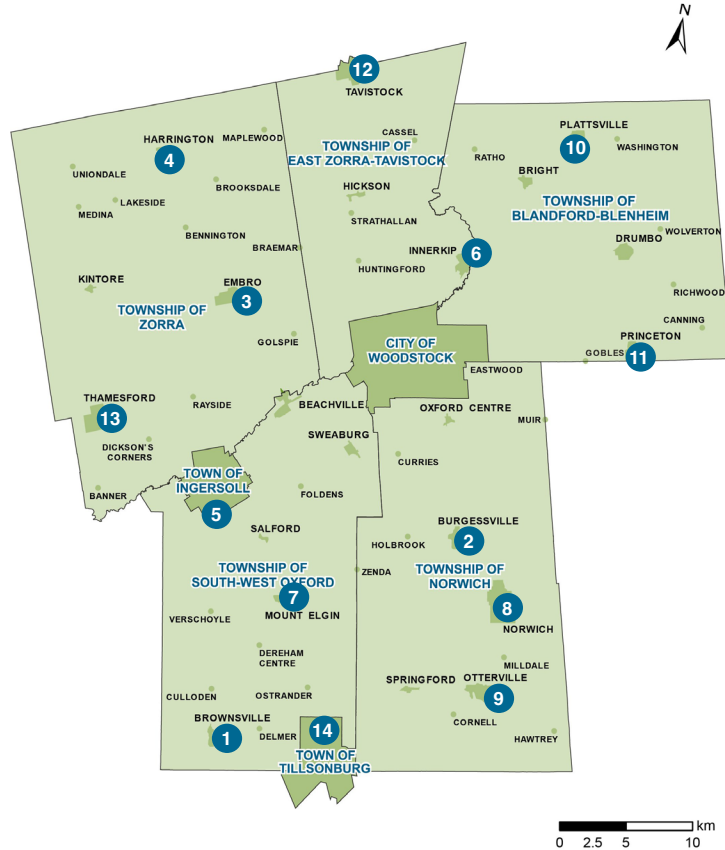 N
12
TAVISTOCK
CASSEL
TOWNSHIP OF
EAST ZORRA-TAVISTOCK
HARRINGTON
MAPLEWOOD
4
UNIONDALE
BROOKSDALE
LAKESIDE
MEDINA
BENNINGTON
BRAEMAR
KINTORE
EMBRO
3
TOWNSHIP OF
ZORRA
GOLSPIE
HICKSON
STRATHALLAN
INNERKIP
6
HUNTINGFORD
PLATTSVILLE
10
WASHINGTON
RATHO
BRIGHT
TOWNSHIP OF
BLANDFORD-BLENHEIM
WOLVERTON
DRUMBO
RICHWOOD
CANNING
PRINCETON
GOBLES
11
CITY OF
WOODSTOCK
EASTWOOD
THAMESFORD
13
RAYSIDE
DICKSON'S
CORNERS
BANNER
BEACHVILLE
SWEABURG
OXFORD CENTRE
MUIR
CURRIES
TOWN OF
INGERSOLL
5
FOLDENS
SALFORD
BURGESSVILLE
2
HOLBROOK
ZENDA
TOWNSHIP OF
SOUTH-WEST OXFORD
7
MOUNT ELGIN
VERSCHOYLE
TOWNSHIP OF
NORWICH
8
NORWICH
DEREHAM
CENTRE
MILLDALE
SPRINGFORD
OTTERVILLE
9
CULLODEN
OSTRANDER
CORNELL
HAWTREY
BROWNSVILLE
1
DELMER
14
TOWN OF
TILLSONBURG
km
0 2.5 5 10